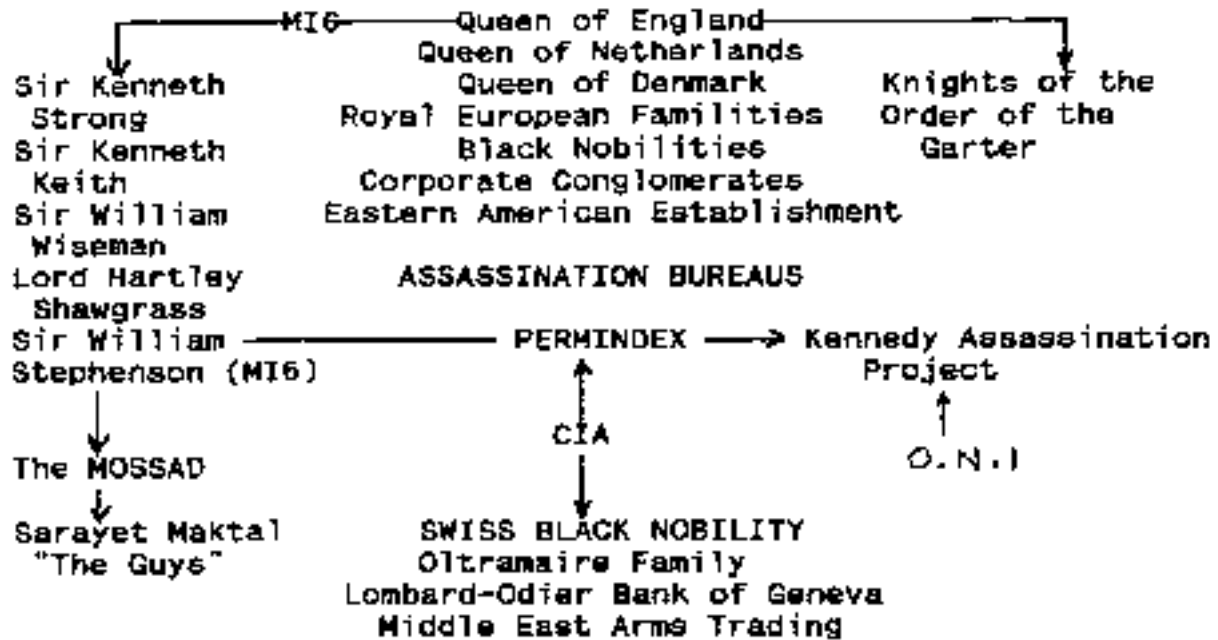 MI6 Queen of England
Queen of Netherlands
Sir Kenneth Queen of Denmark Knights of the
Strong Royal European Familities Order of the
Sir Kenneth Black Nobilities Garter
Keith Corporate Conglomerates
Sir William Eastern American Establishment
Wiseman
Lord Hartley ASSASSINATION BUREAUS
Shawgrass
Sir William PERMINDEX Kennedy Assassination
Stephenson (MI6) Project
CIA
The MOSSAD O.N.I
Sarayet Maktal SWISS BLACK NOBILITY
"The Guys" Oltramaire Family
Lombard-Odier Bank of Geneva
Middle East Arms Trading